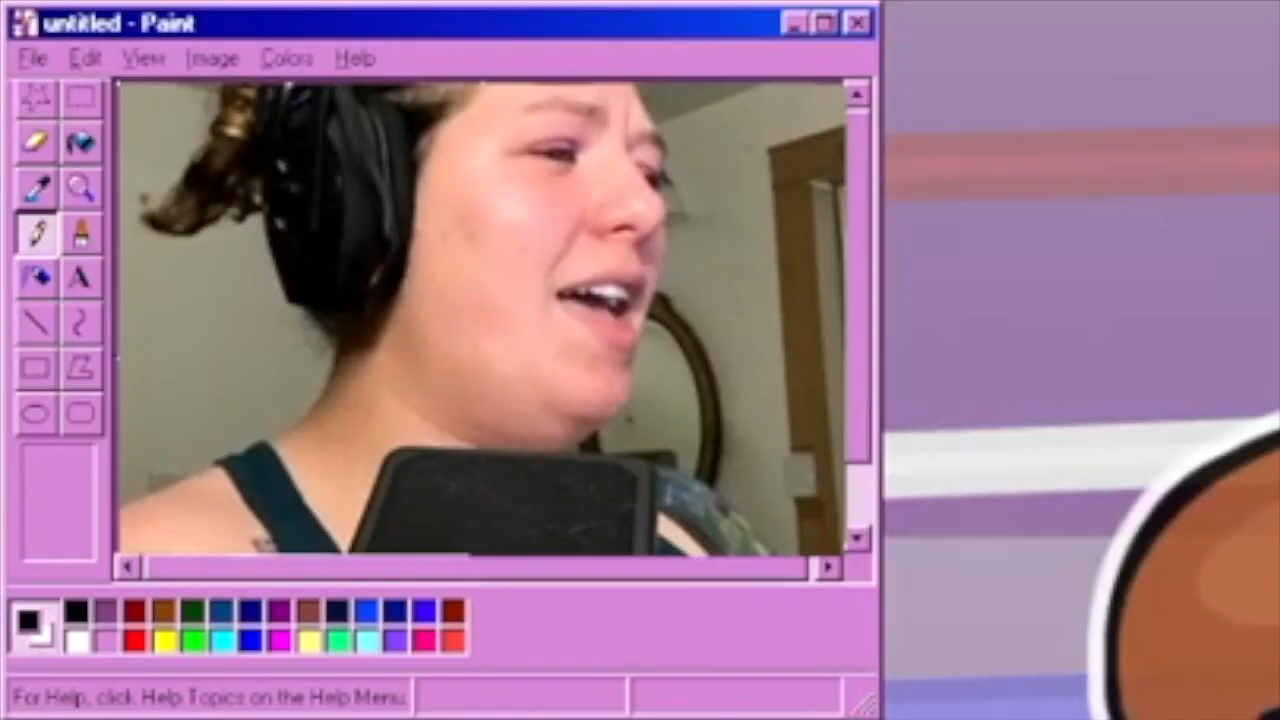 untitled - Paint
File Edit View Image Colors Help
A
For Help, click Help Topics on the Help Menu.